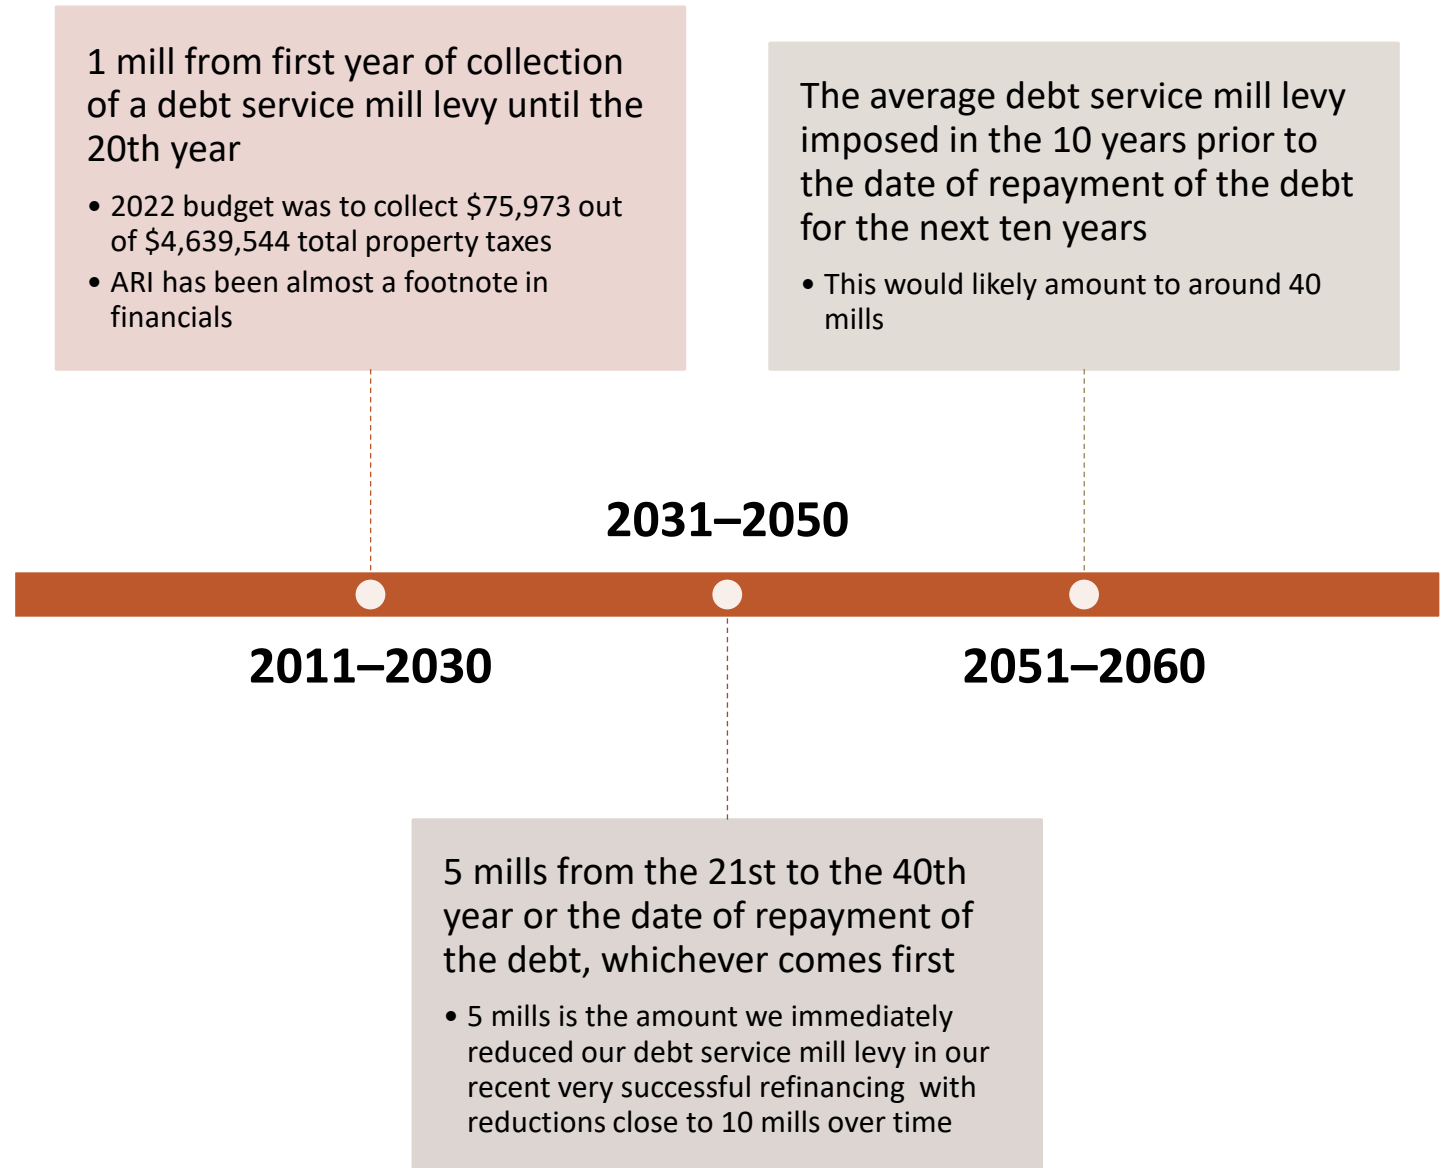 1 mill from first year of collection
of a debt service mill levy until the
20th year
• 2022 budget was to collect $75,973 out
of $4,639,544 total property taxes
• ARI has been almost a footnote in
financials
The average debt service mill levy
imposed in the 10 years prior to
the date of repayment of the debt
for the next ten years
• This would likely amount to around 40
mills
2031–2050
2011–2030
2051–2060
5 mills from the 21st to the 40th
year or the date of repayment of
the debt, whichever comes first
• 5 mills is the amount we immediately
reduced our debt service mill levy in our
recent very successful refinancing  with
reductions close to 10 mills over time